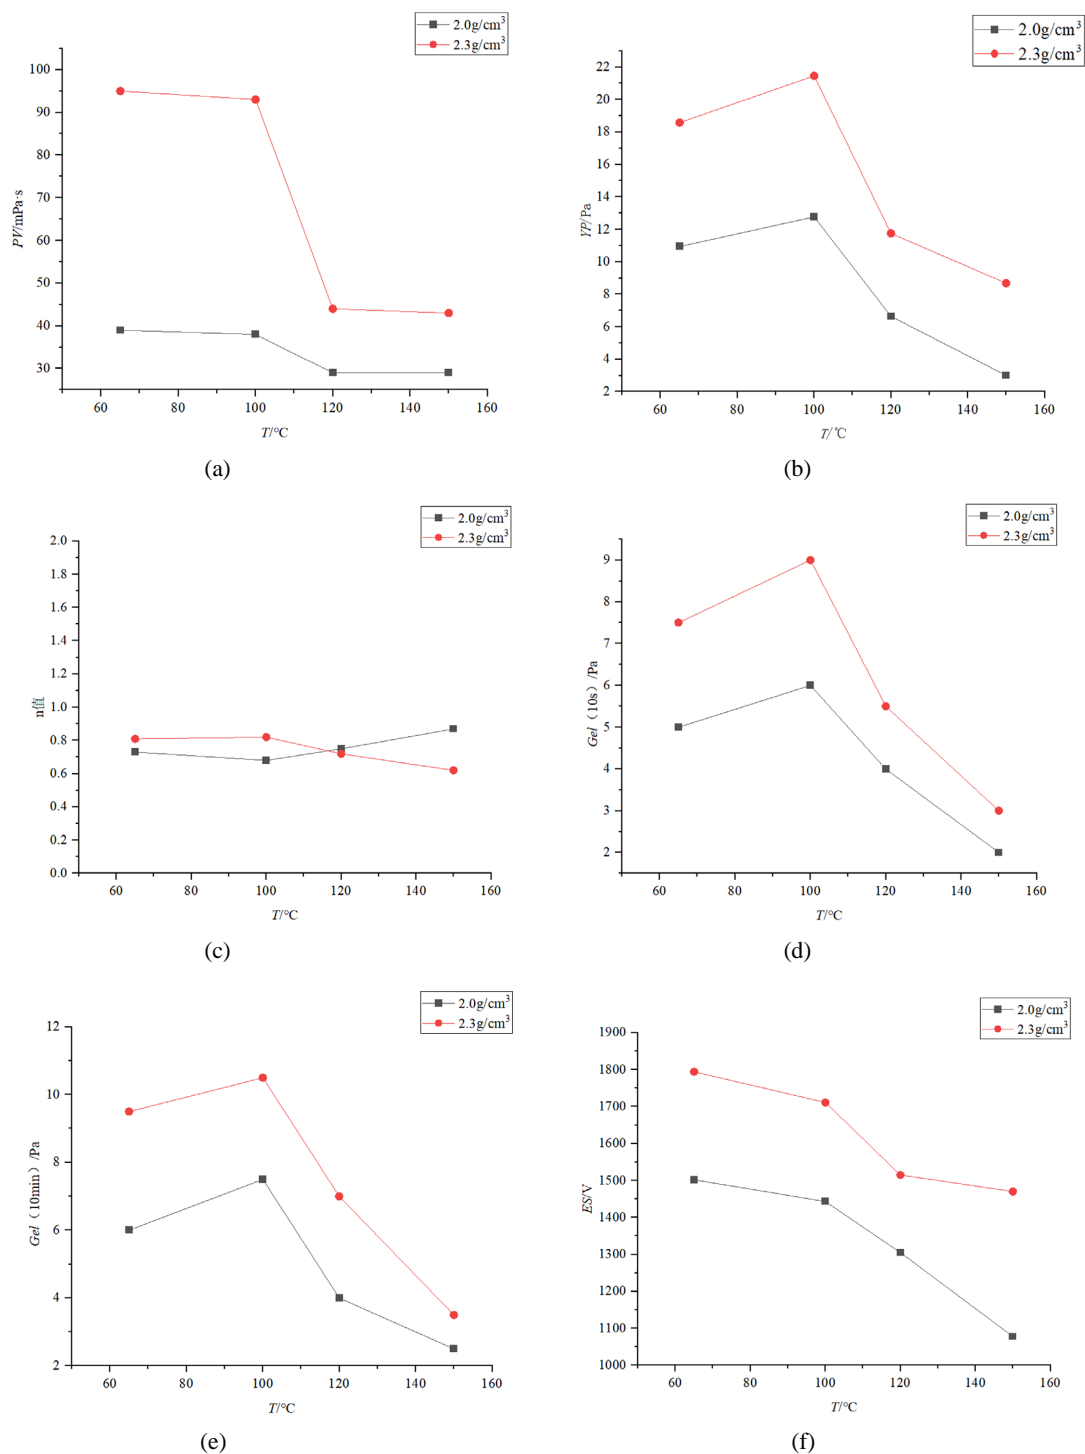 2.0g/cm³
2.3g/cm³
100
90
80
70
60
50
40
30
PV/mPa·s
60 80 100 120 140 160
T/°C
(a)
2.0g/cm³
2.3g/cm³
22
20
18
16
14
12
10
8
6
4
2
YP/Pa
60 80 100 120 140 160
T/℃
(b)
2.0g/cm³
2.3g/cm³
2.0
1.8
1.6
1.4
1.2
1.0
0.8
0.6
0.4
0.2
0.0
n值
60 80 100 120 140 160
T/°C
(c)
2.0g/cm³
2.3g/cm³
9
8
7
6
5
4
3
2
Gel（10s）/Pa
60 80 100 120 140 160
T/°C
(d)
2.0g/cm³
2.3g/cm³
12
10
8
6
4
2
Gel（10min）/Pa
60 80 100 120 140 160
T/°C
(e)
2.0g/cm³
2.3g/cm³
1900
1800
1700
1600
1500
1400
1300
1200
1100
1000
ES/V
60 80 100 120 140 160
T/°C
(f)